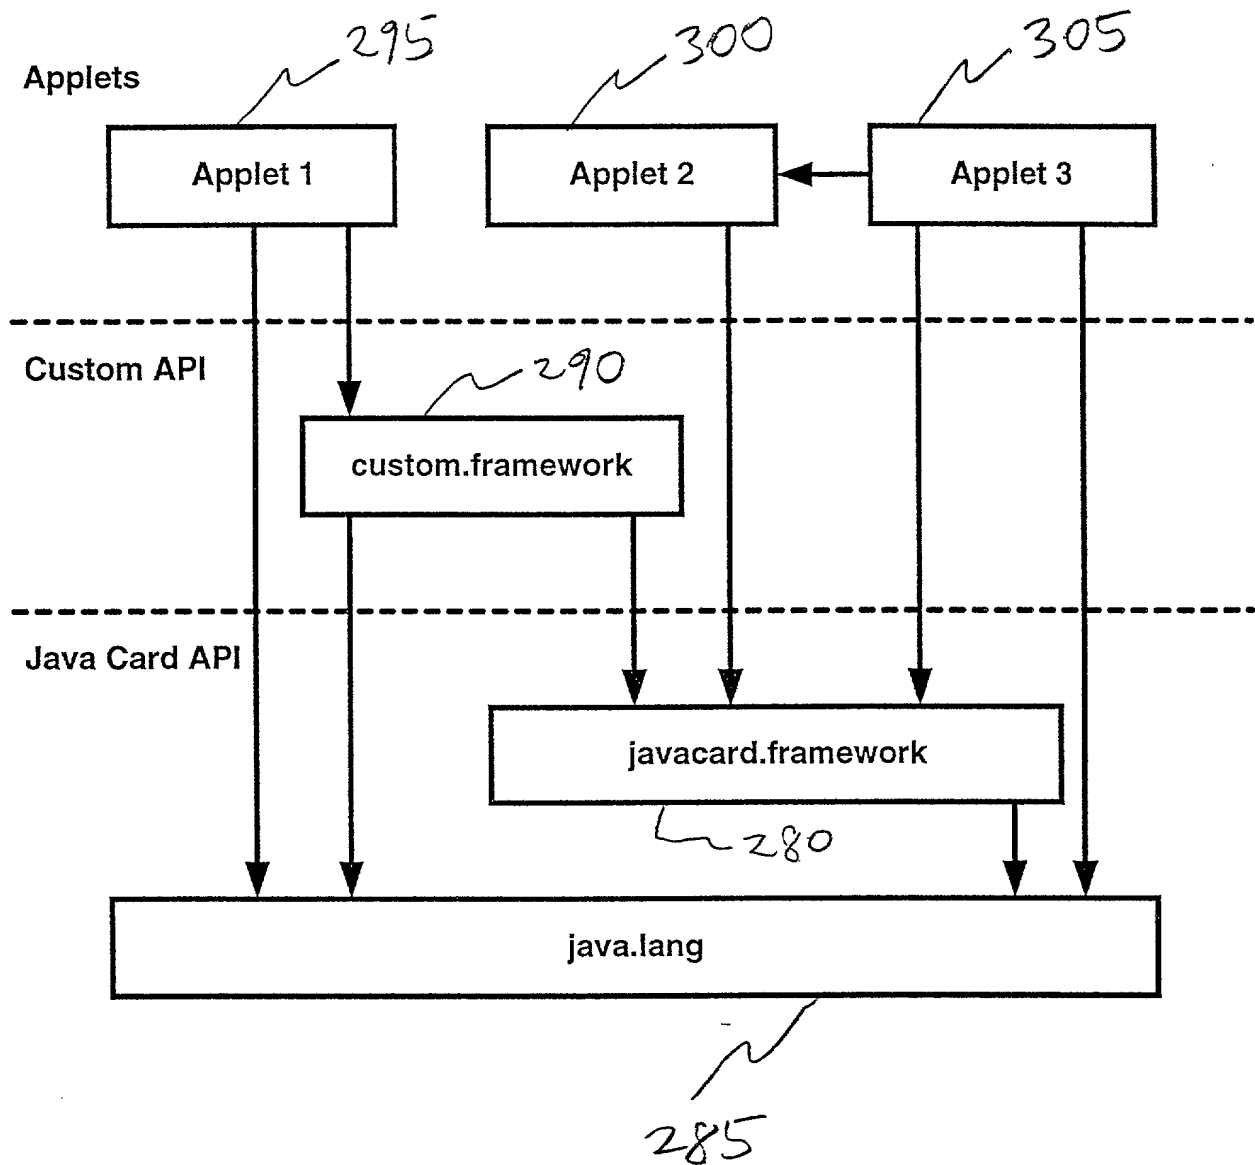 295
300
305
Applets
Applet 1
Applet 2
Applet 3
Custom API
290
custom.framework
Java Card API
javacard.framework
280
java.lang
285